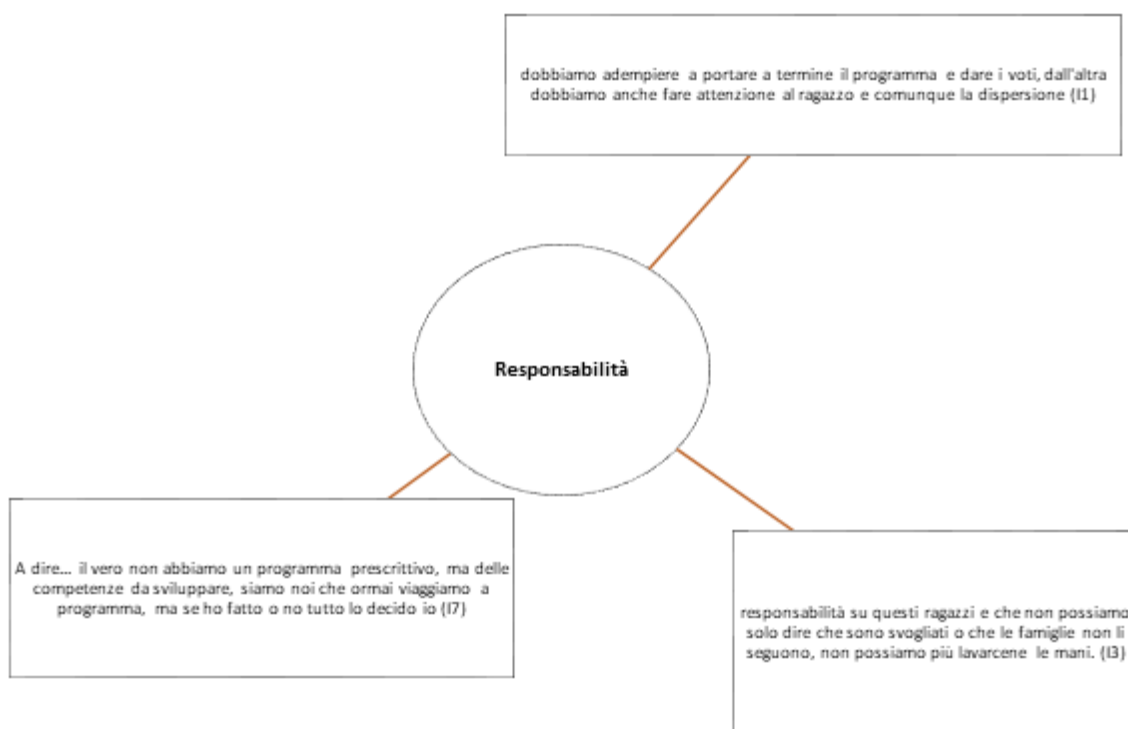 dobbiamo adempiere a portare a termine il programma e dare i voti, dall'altra
dobbiamo anche fare attenzione al ragazzo e comunque la dispersione (I1)
Responsabilità
A dire... il vero non abbiamo un programma prescrittivo, ma delle
competenze da sviluppare, siamo noi che ormai viaggiamo a
programma, ma se ho fatto o no tutto lo decido io (I7)
responsabilità su questi ragazzi e che non possiamo
solo dire che sono svogliati o che le famiglie non li
seguono, non possiamo più lavarcene le mani. (I3)